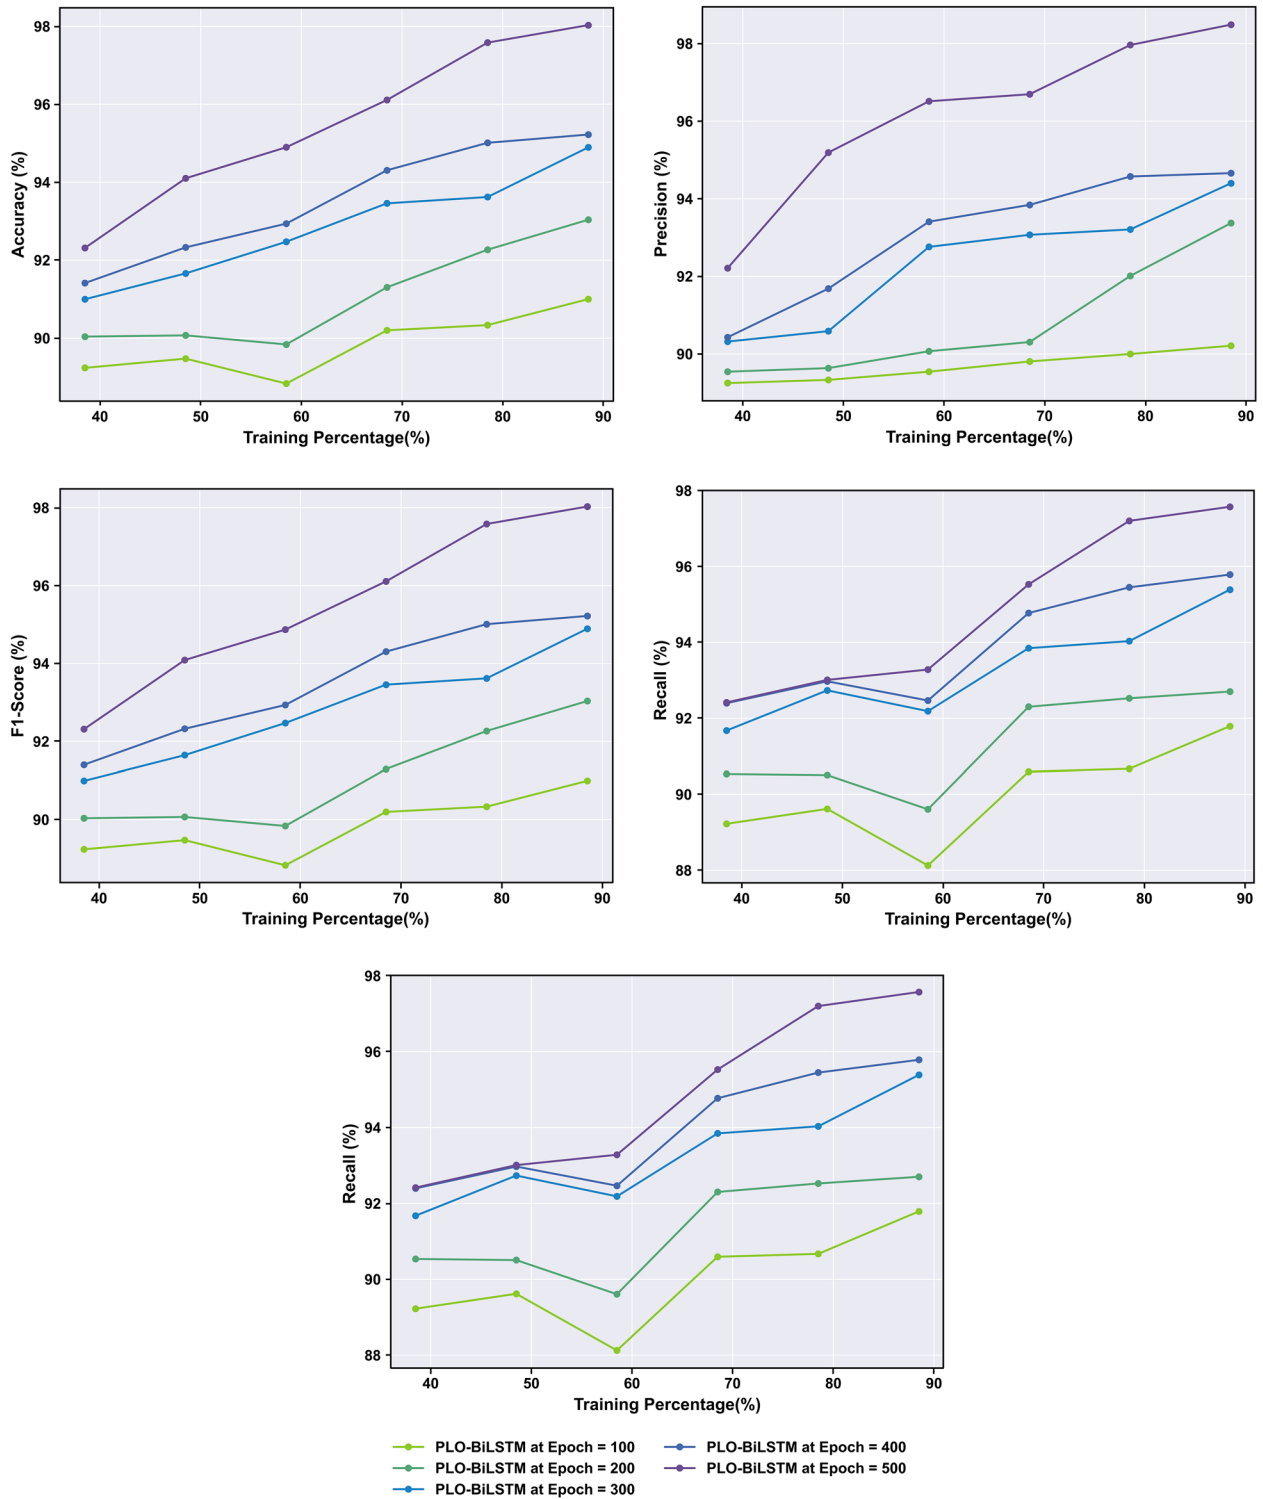 98
96
94
92
90
Accuracy (%)
40 50 60 70 80 90
Training Percentage(%)
98
96
94
92
90
Precision (%)
40 50 60 70 80 90
Training Percentage(%)
98
96
94
92
90
F1-Score (%)
40 50 60 70 80 90
Training Percentage(%)
98
96
94
92
90
88
Recall (%)
40 50 60 70 80 90
Training Percentage(%)
98
96
94
92
90
88
Recall (%)
40 50 60 70 80 90
Training Percentage(%)
PLO-BiLSTM at Epoch = 100
PLO-BiLSTM at Epoch = 200
PLO-BiLSTM at Epoch = 300
PLO-BiLSTM at Epoch = 400
PLO-BiLSTM at Epoch = 500